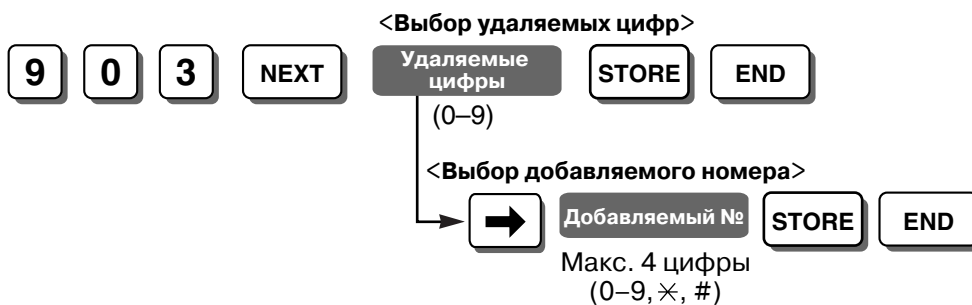 <Выбор удаляемых цифр>
9 0 3 NEXT Удаляемые цифры STORE END
(0–9)
<Выбор добавляемого номера>
➡ Добавляемый № STORE END
Макс. 4 цифры
(0–9, ✕, #)